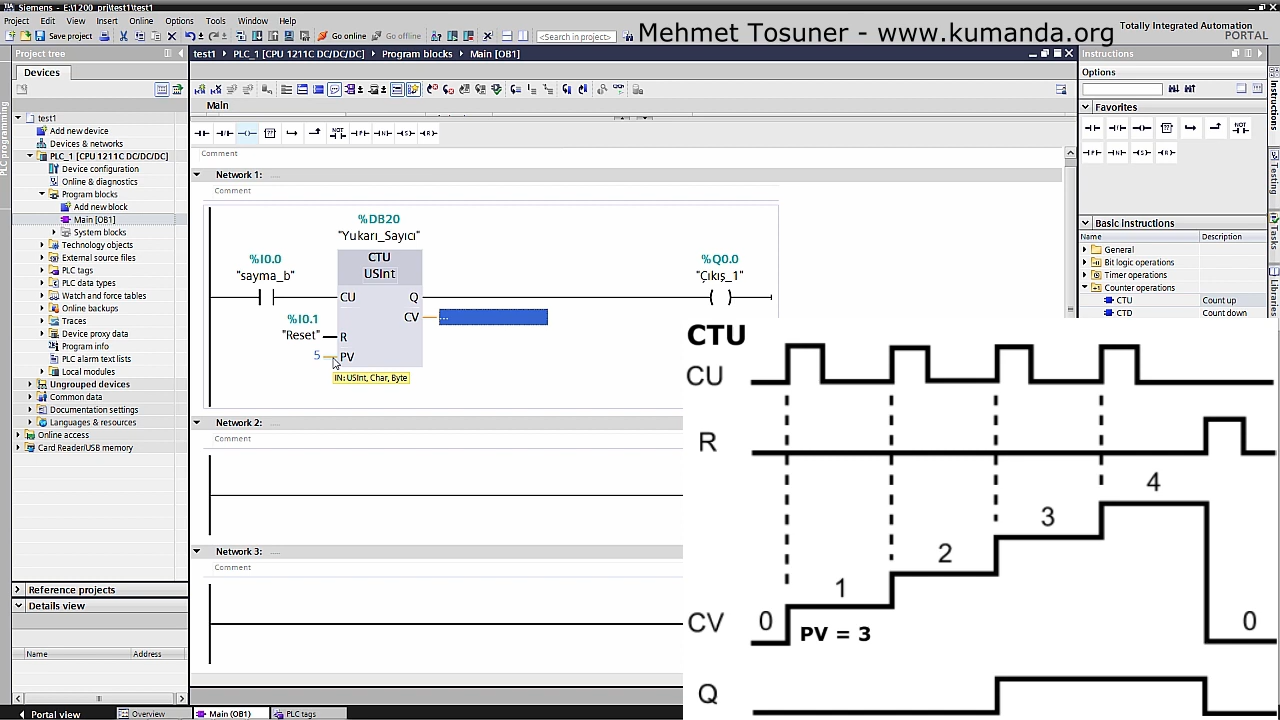 Siemens - E:\1200_prj\test1\test1
Project Edit View Insert Online Options Tools Window Help
Mehmet Tosuner - www.kumanda.org
Totally Integrated Automation
PORTAL
Save project
Go online
Go offline
<Search in project>
Project tree
test1 PLC_1 [CPU 1211C DC/DC/DC] Program blocks Main [OB1]
Instructions
Devices
Options
PLC programming
Main
Favorites
test1
Add new device
Devices & networks
PLC_1 [CPU 1211C DC/DC/DC]
Device configuration
Online & diagnostics
Program blocks
Add new block
Main [OB1]
System blocks
Technology objects
External source files
PLC tags
PLC data types
Watch and force tables
Online backups
Traces
Device proxy data
Program info
PLC alarm text lists
Local modules
Ungrouped devices
Common data
Documentation settings
Languages & resources
Online access
Card Reader/USB memory
Reference projects
Details view
Name Address
Comment
Network 1: .....
Comment
%DB20
"Yukarı_Sayıcı"
CTU
USInt
%I0.0
"sayma_b"
%Q0.0
"Çıkış_1"
CU Q
CV ...
%I0.1
"Reset"
R
5 PV
IN: USInt, Char, Byte
Network 2: .....
Comment
Network 3: .....
Comment
NOT
Basic instructions
Name Description
General
Bit logic operations
Timer operations
Counter operations
CTU Count up
CTD Count down
Instructions
Testing
Tasks
Libraries
CTU
CU
R
4
3
2
1
CV 0
PV = 3
0
Q
Portal view
Overview
Main (OB1)
PLC tags